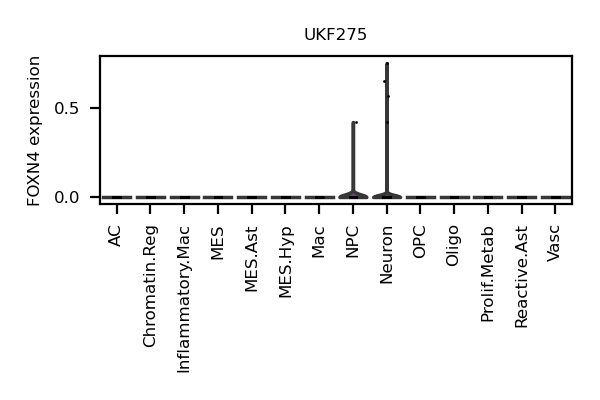 UKF275
FOXN4 expression
0.5
0.0
AC
Chromatin.Reg
Inflammatory.Mac
MES
MES.Ast
MES.Hyp
Mac
NPC
Neuron
OPC
Oligo
Prolif.Metab
Reactive.Ast
Vasc